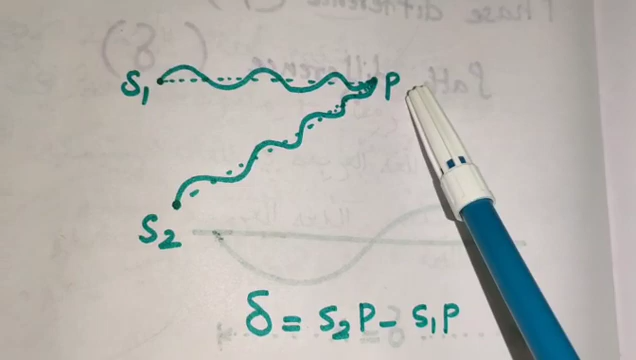 S₁ P
S₂
δ = S₂P - S₁P